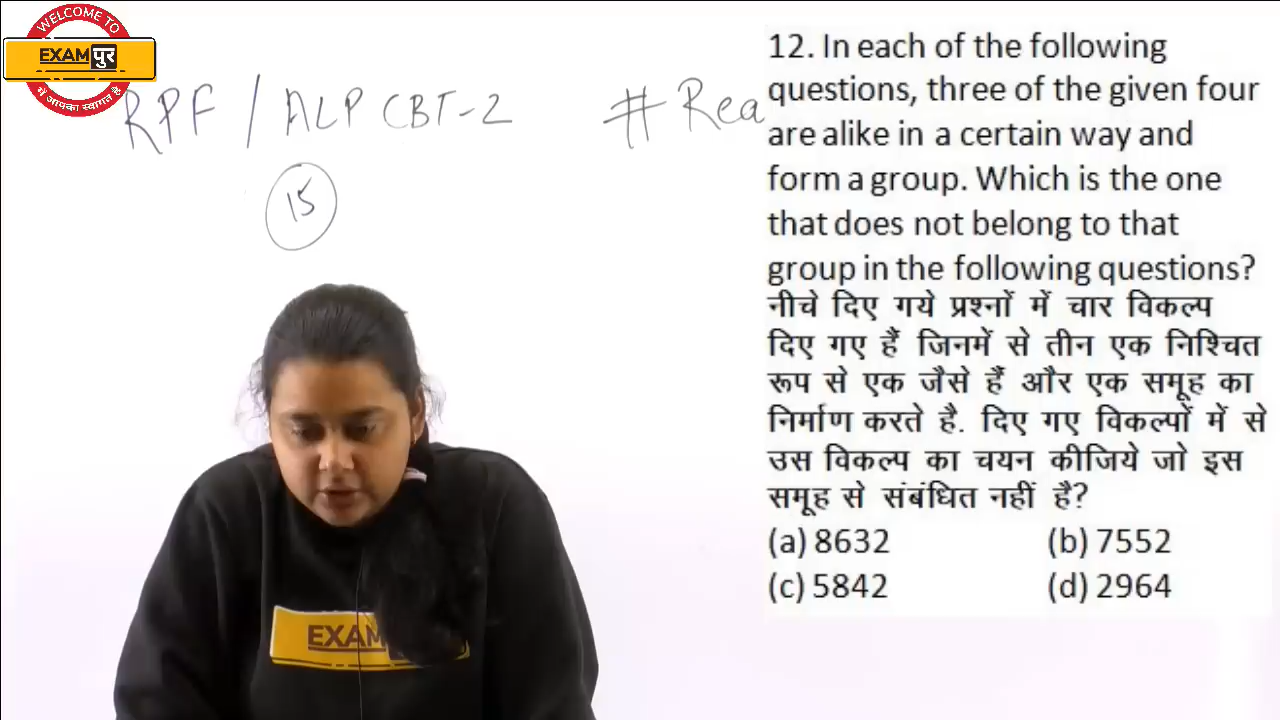 WELCOME TO
EXAMपुर
में आपका स्वागत है
RPF / ALP CBT-2 #Rea
15
EXAM
12. In each of the following
questions, three of the given four
are alike in a certain way and
form a group. Which is the one
that does not belong to that
group in the following questions?
नीचे दिए गये प्रश्नों में चार विकल्प
दिए गए हैं जिनमें से तीन एक निश्चित
रूप से एक जैसे हैं और एक समूह का
निर्माण करते है. दिए गए विकल्पों में से
उस विकल्प का चयन कीजिये जो इस
समूह से संबंधित नहीं है?
(a) 8632 (b) 7552
(c) 5842 (d) 2964